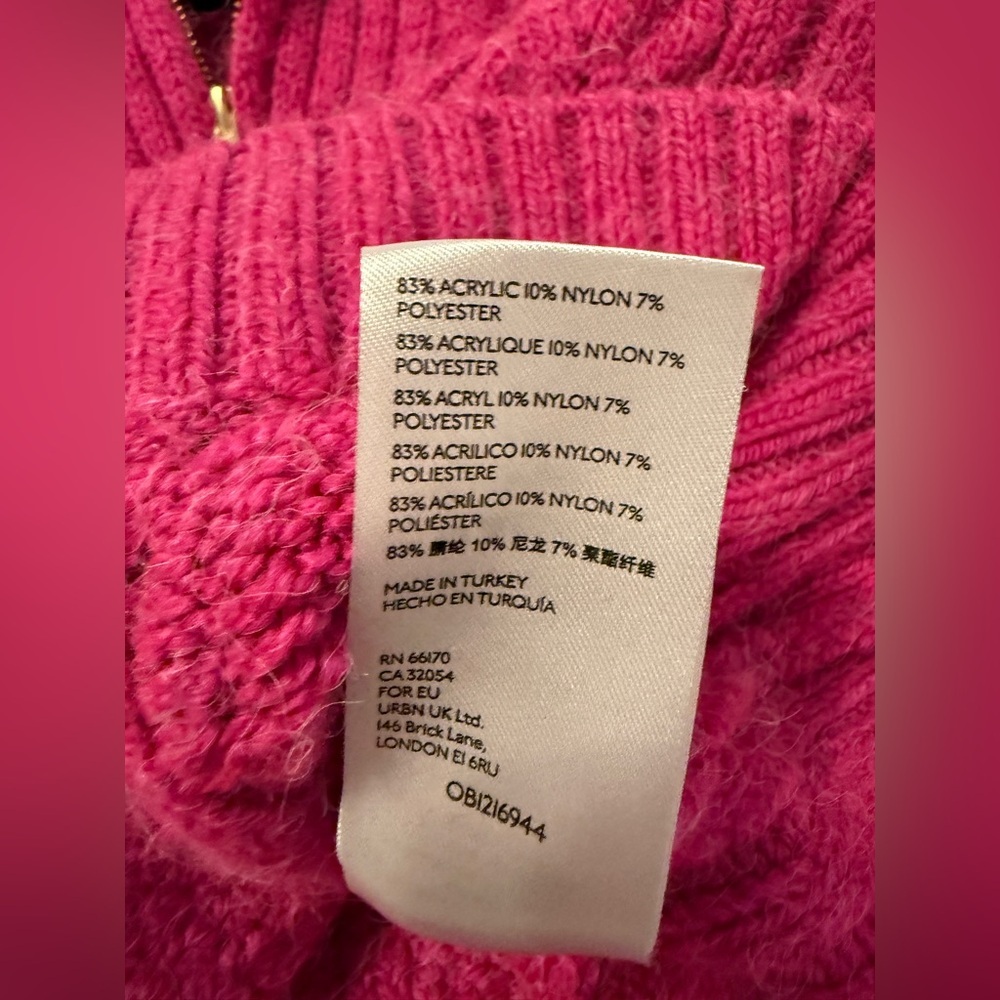 83% ACRYLIC 10% NYLON 7%
POLYESTER
83% ACRYLIQUE 10% NYLON 7%
POLYESTER
83% ACRYL 10% NYLON 7%
POLYESTER
83% ACRILICO 10% NYLON 7%
POLIESTERE
83% ACRÍLICO 10% NYLON 7%
POLIÉSTER
83% 腈纶 10% 尼龙 7% 聚酯纤维
MADE IN TURKEY
HECHO EN TURQUÍA
RN 66170
CA 32054
FOR EU
URBN UK Ltd.
146 Brick Lane,
LONDON E1 6RU
OB1216944